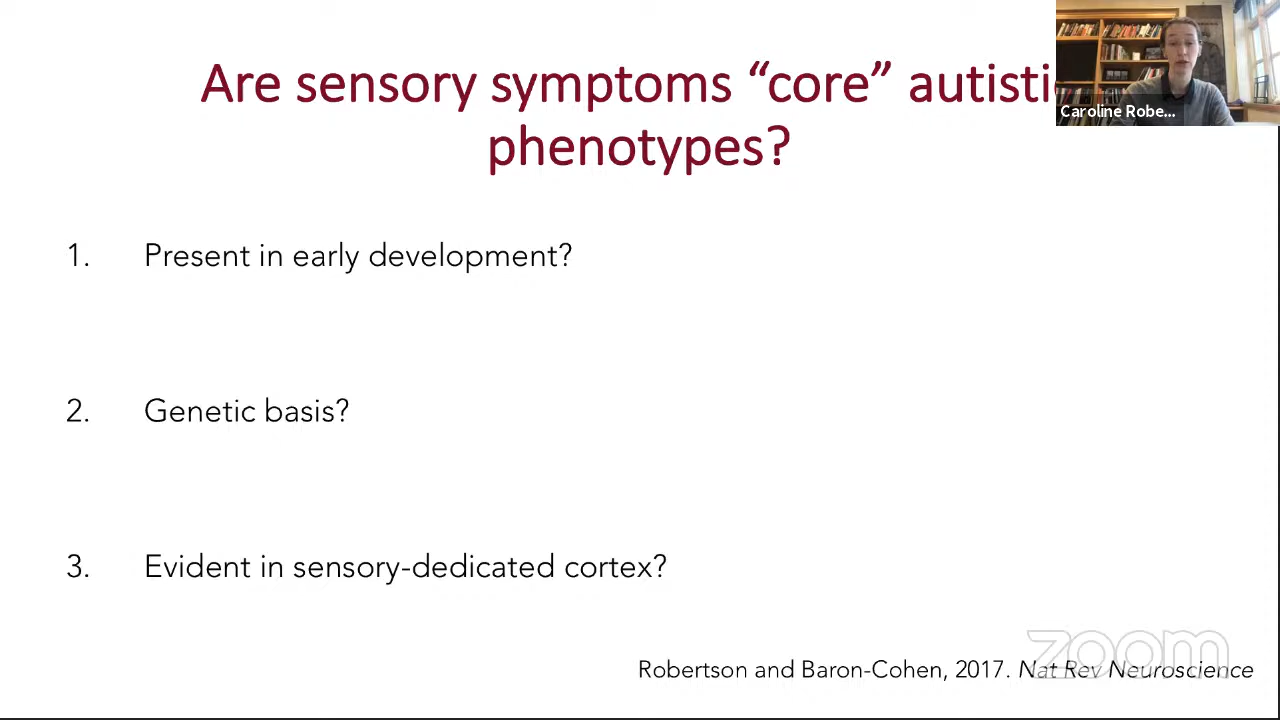 Are sensory symptoms “core” autisti
phenotypes?
Caroline Robe...
1. Present in early development?
2. Genetic basis?
3. Evident in sensory-dedicated cortex?
zoom
Robertson and Baron-Cohen, 2017. Nat Rev Neuroscience